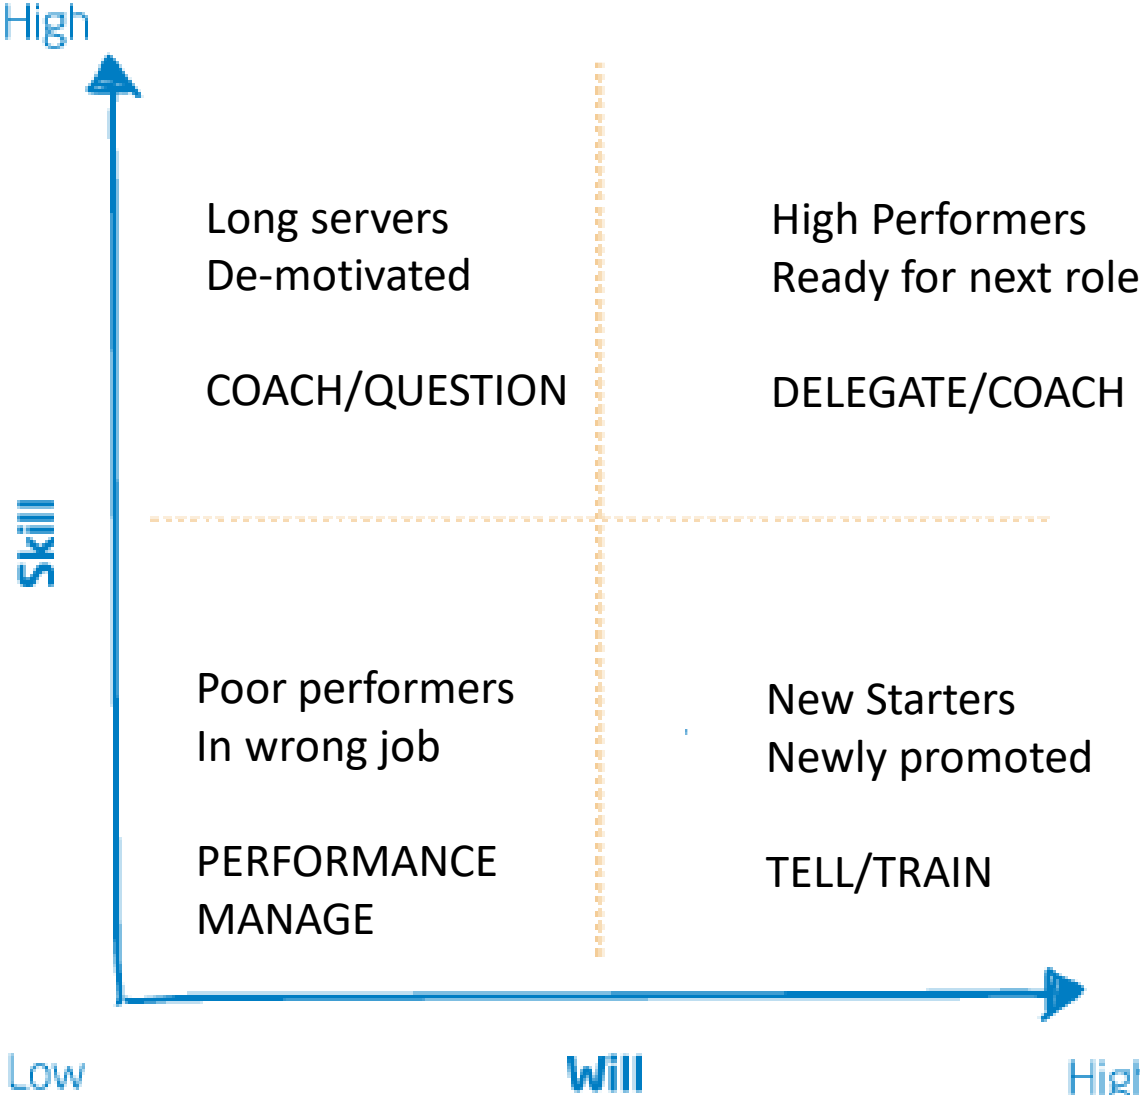 High
Long servers
De-motivated
COACH/QUESTION
High Performers
Ready for next role
DELEGATE/COACH
Skill
Poor performers
In wrong job
PERFORMANCE
MANAGE
New Starters
Newly promoted
TELL/TRAIN
Low
Will
High